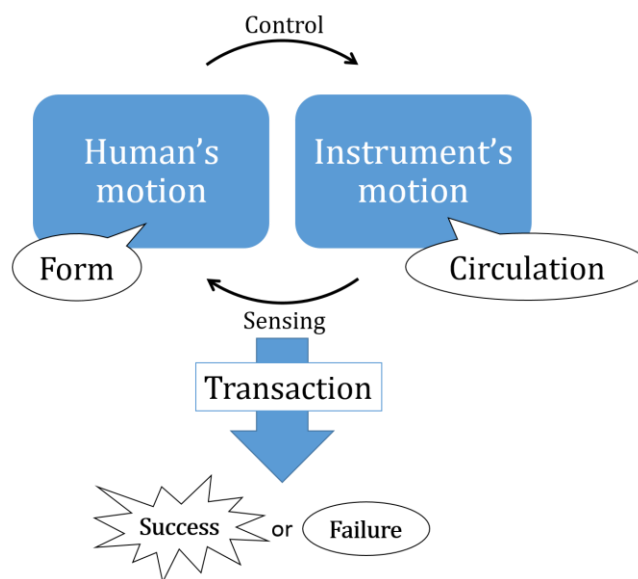 Control
Human's
motion
Instrument's
motion
Form
Circulation
Sensing
Transaction
Success
or
Failure